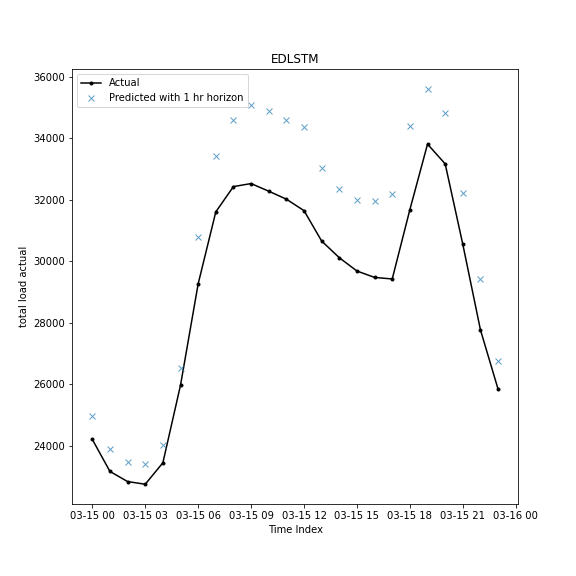 EDLSTM
Actual
Predicted with 1 hr horizon
36000
34000
32000
30000
28000
26000
24000
total load actual
03-15 00 03-15 03 03-15 06 03-15 09 03-15 12 03-15 15 03-15 18 03-15 21 03-16 00
Time Index